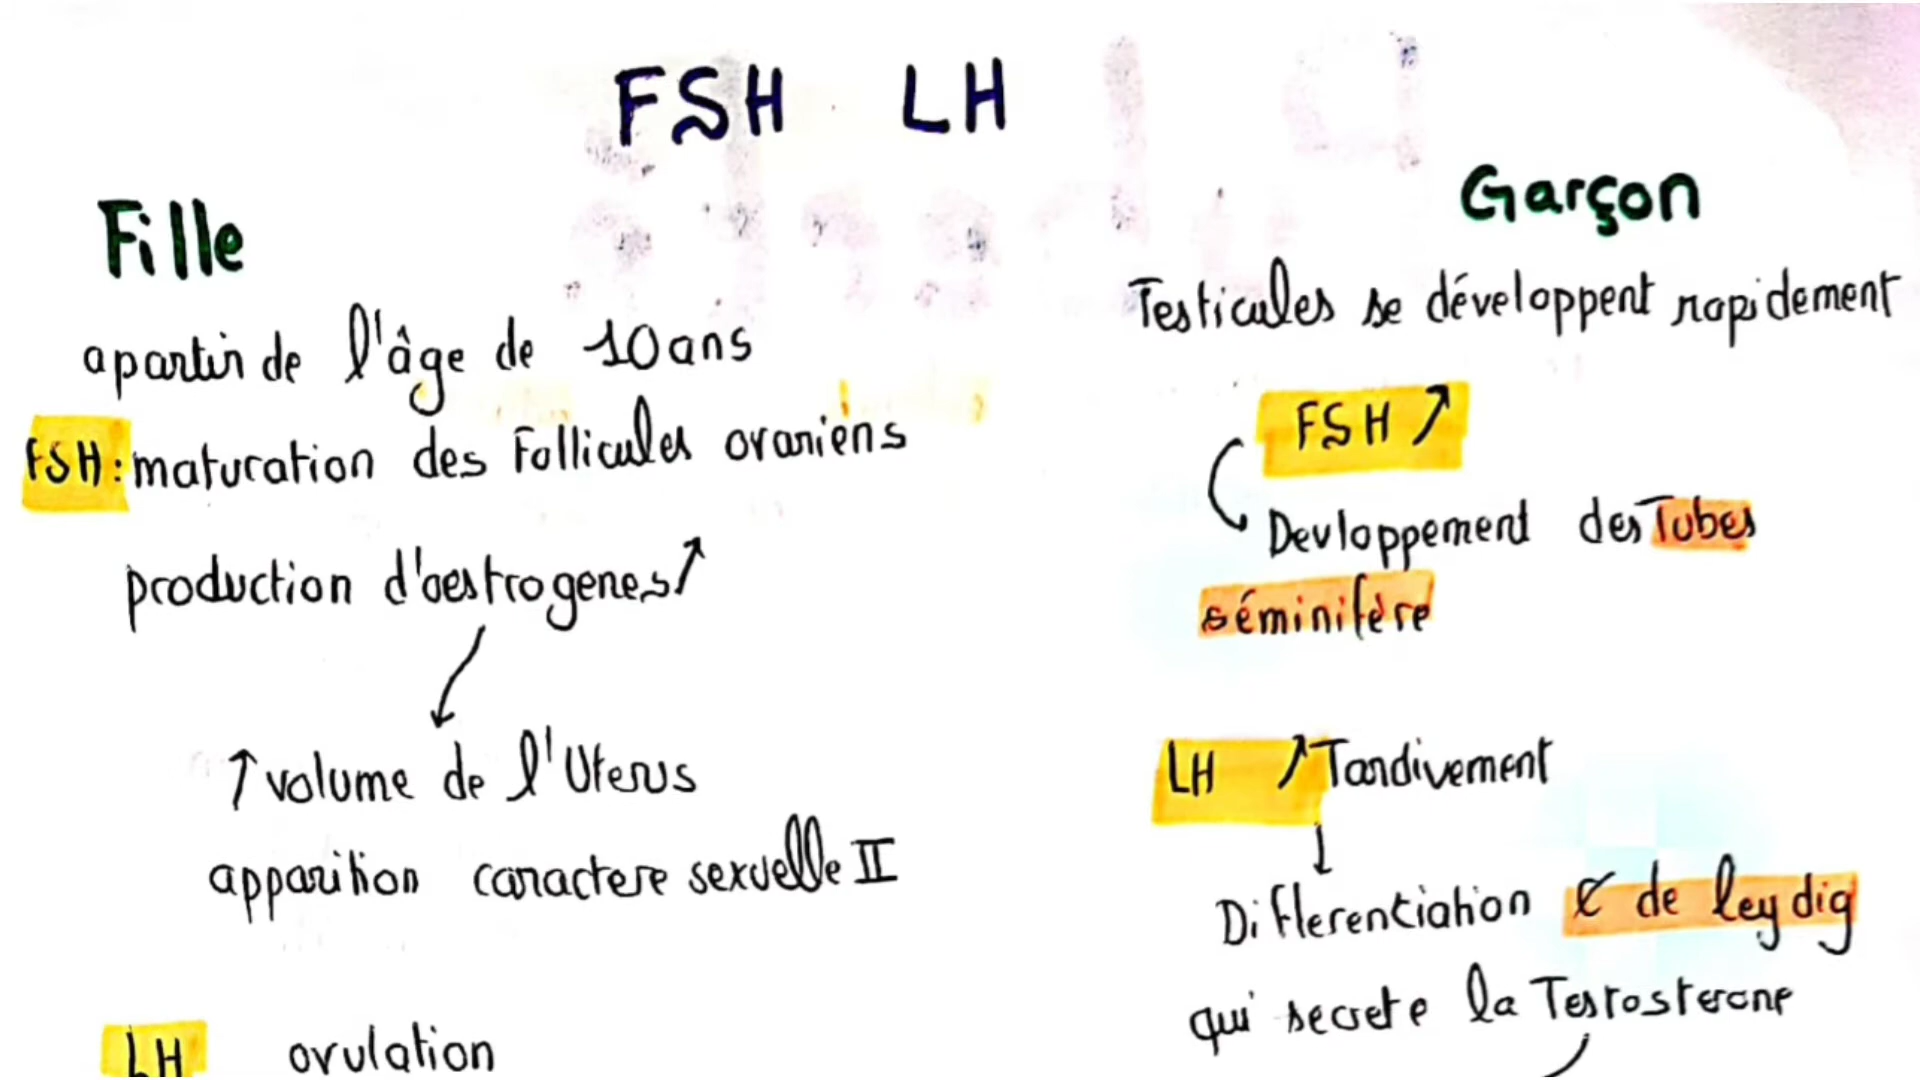 FSH LH
Fille
apartir de l'âge de 10 ans
FSH : maturation des Follicules ovariens
production d'oestrogenes ↗
↑ volume de l'Uterus
apparition caractere sexuelle II
LH ovulation
Garçon
Testicules se développent rapidement
FSH ↗
Devloppement des Tubes
séminifère
LH ↗ Tardivement
Differentiation ₡ de leydig
qui secrete la Testosterone